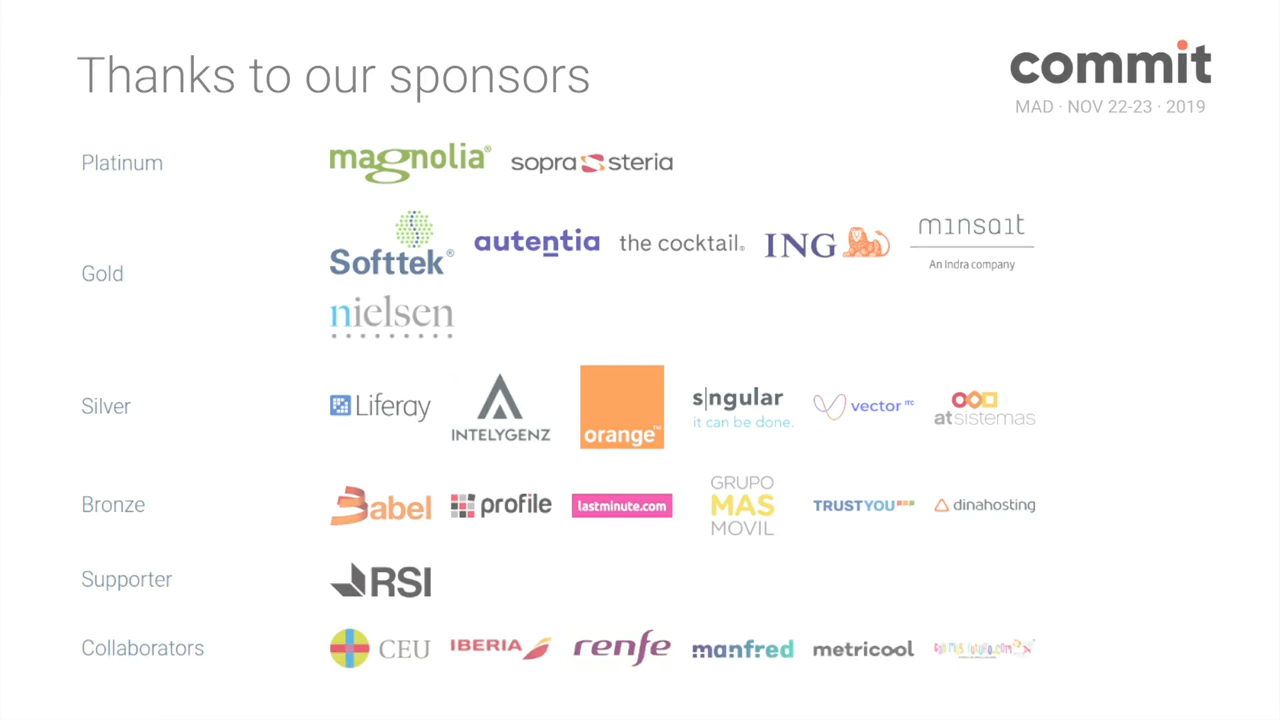 Thanks to our sponsors
commit
MAD · NOV 22-23 · 2019
Platinum
magnolia®
sopra steria
Gold
Softtek®
autentia
the cocktail®
ING
minsait
An Indra company
nielsen
Silver
Liferay
INTELYGENZ
orange™
s|ngular
it can be done.
vector ITC
atsistemas
Bronze
Babel
profile
lastminute.com
GRUPO
MAS
MOVIL
TRUSTYOU
dinahosting
Supporter
RSI
Collaborators
CEU
IBERIA
renfe
manfred
metricool